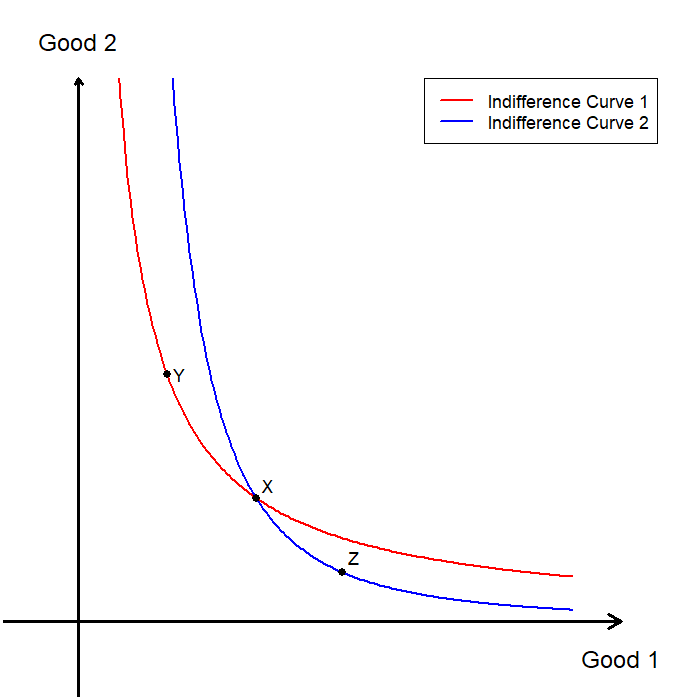 Good 2
Indifference Curve 1
Indifference Curve 2
Y
X
Z
Good 1